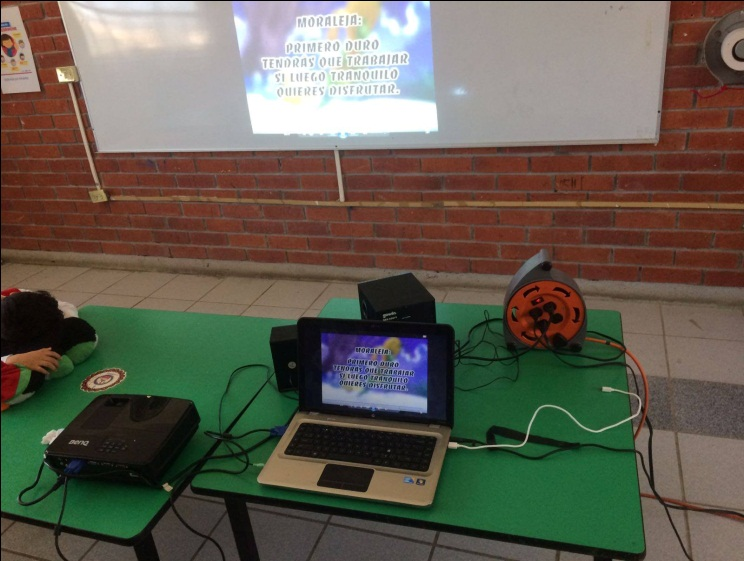 MORALEJA:
PRIMERO DURO
TENDRAS QUE TRABAJAR
SI LUEGO TRANQUILO
QUIERES DISFRUTAR.
MORALEJA:
PRIMERO DURO
TENDRAS QUE TRABAJAR
SI LUEGO TRANQUILO
QUIERES DISFRUTAR.
BenQ